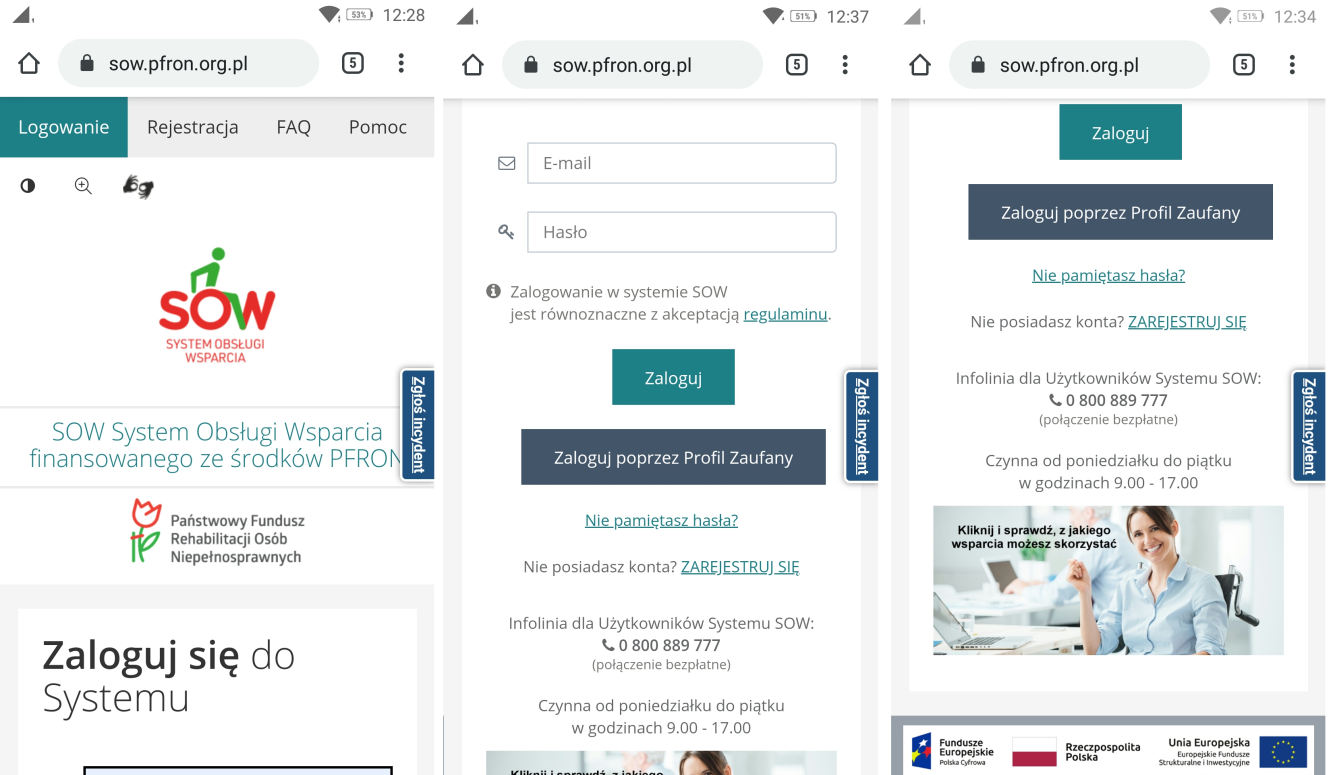 53% 12:28
sow.pfron.org.pl
5
Logowanie Rejestracja FAQ Pomoc
SOW
SYSTEM OBSŁUGI
WSPARCIA
Zgłoś incydent
SOW System Obsługi Wsparcia
finansowanego ze środków PFRON
Państwowy Fundusz
Rehabilitacji Osób
Niepełnosprawnych
Zaloguj się do
Systemu
51% 12:37
sow.pfron.org.pl
5
E-mail
Hasło
Zalogowanie w systemie SOW
jest równoznaczne z akceptacją regulaminu.
Zaloguj
Zgłoś incydent
Zaloguj poprzez Profil Zaufany
Nie pamiętasz hasła?
Nie posiadasz konta? ZAREJESTRUJ SIĘ
Infolinia dla Użytkowników Systemu SOW:
0 800 889 777
(połączenie bezpłatne)
Czynna od poniedziałku do piątku
w godzinach 9.00 - 17.00
Kliknij i sprawdź, z jakiego
51% 12:34
sow.pfron.org.pl
5
Zaloguj
Zaloguj poprzez Profil Zaufany
Nie pamiętasz hasła?
Nie posiadasz konta? ZAREJESTRUJ SIĘ
Infolinia dla Użytkowników Systemu SOW:
0 800 889 777
(połączenie bezpłatne)
Zgłoś incydent
Czynna od poniedziałku do piątku
w godzinach 9.00 - 17.00
Kliknij i sprawdź, z jakiego
wsparcia możesz skorzystać
Fundusze
Europejskie
Polska Cyfrowa
Rzeczpospolita
Polska
Unia Europejska
Europejskie Fundusze
Strukturalne i Inwestycyjne